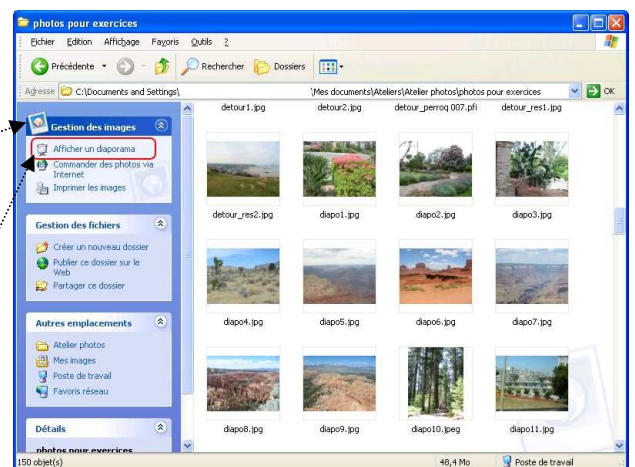 photos pour exercices
Fichier Edition Affichage Favoris Outils ?
Précédente Rechercher Dossiers
Adresse C:\Documents and Settings\ \Mes documents\Ateliers\Atelier photos\photos pour exercices OK
Gestion des images
Afficher un diaporama
Commander des photos via
Internet
Imprimer les images
Gestion des fichiers
Créer un nouveau dossier
Publier ce dossier sur le
Web
Partager ce dossier
Autres emplacements
Atelier photos
Mes images
Poste de travail
Favoris réseau
Détails
photos pour exercices
detour1.jpg detour2.jpg detour_perroq 007.pfi detour_res1.jpg
detour_res2.jpg diapo1.jpg diapo2.jpg diapo3.jpg
diapo4.jpg diapo5.jpg diapo6.jpg diapo7.jpg
diapo8.jpg diapo9.jpg diapo10.jpeg diapo11.jpg
150 objet(s) 48,4 Mo Poste de travail